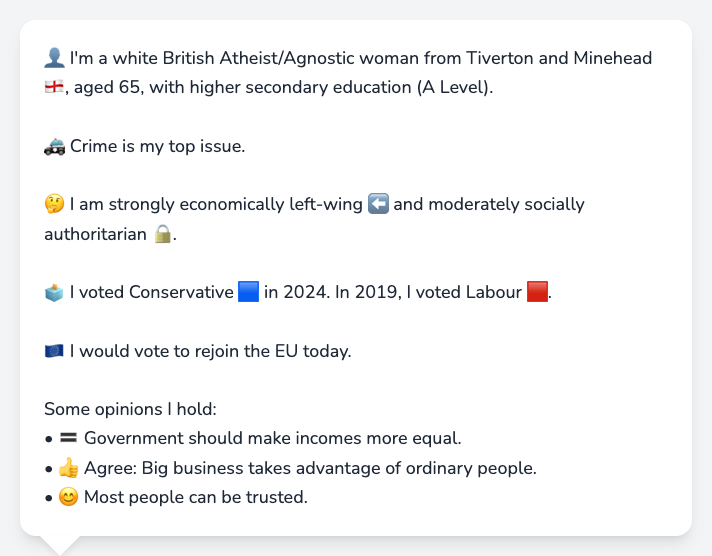 👤 I'm a white British Atheist/Agnostic woman from Tiverton and Minehead
🏴󠁧󠁢󠁥󠁮󠁧󠁿, aged 65, with higher secondary education (A Level).
🚓 Crime is my top issue.
🤔 I am strongly economically left-wing ⬅️ and moderately socially
authoritarian 🔒.
🗳️ I voted Conservative 🟦 in 2024. In 2019, I voted Labour 🟥.
🇪🇺 I would vote to rejoin the EU today.
Some opinions I hold:
• 🟰 Government should make incomes more equal.
• 👍 Agree: Big business takes advantage of ordinary people.
• 😊 Most people can be trusted.